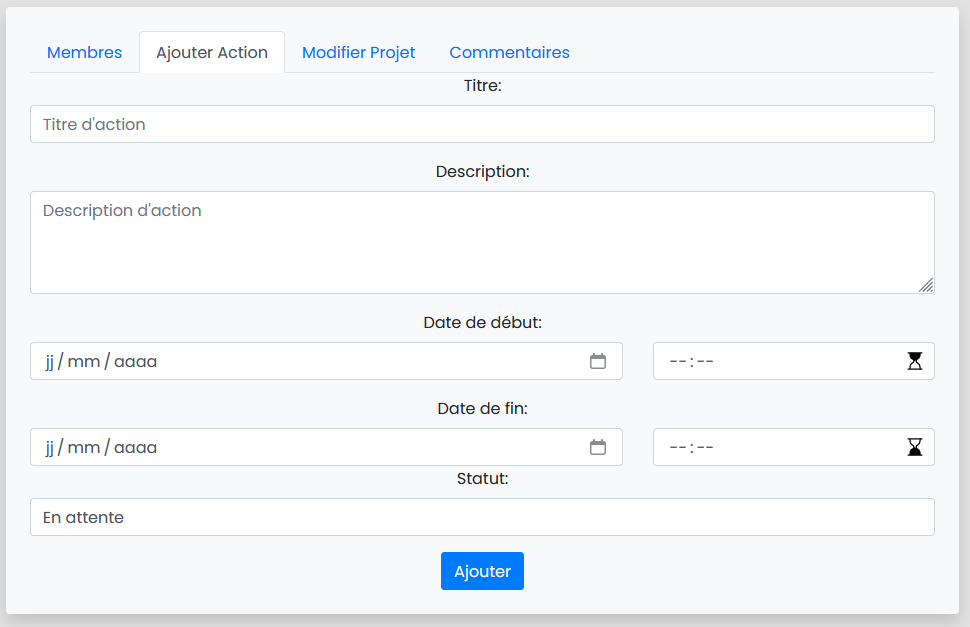 Membres Ajouter Action Modifier Projet Commentaires
Titre:
Titre d'action
Description:
Description d'action
Date de début:
jj / mm / aaaa --:--
Date de fin:
jj / mm / aaaa --:--
Statut:
En attente
Ajouter